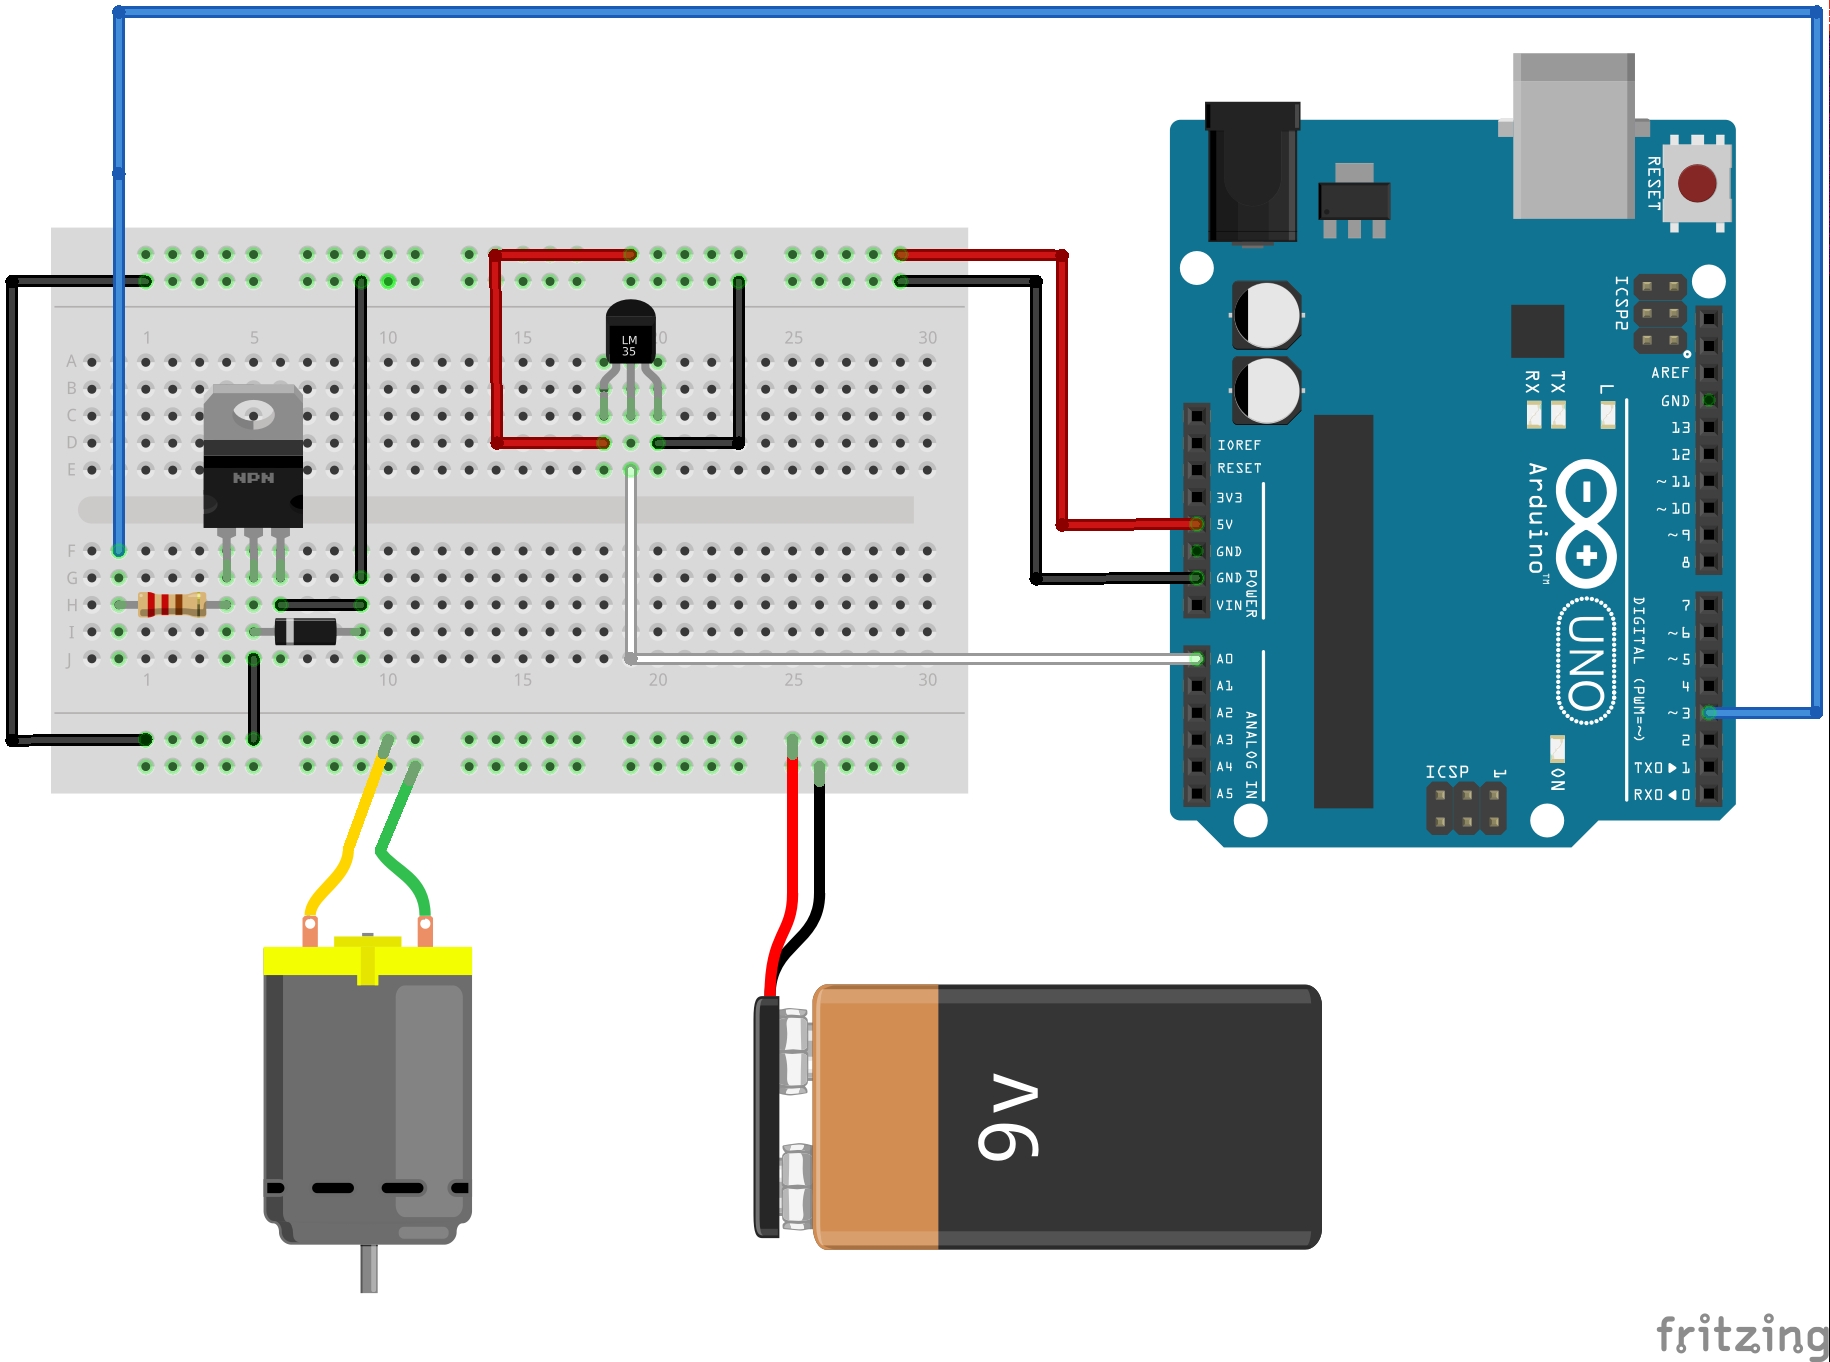 1 5 10 15 20 25 30
A
B
C
D
E
F
G
H
I
J
1 5 10 15 20 25 30
NPN
LM
35
RESET
ICSP2
AREF
GND
13
12
~11
~10
~9
8
7
~6
~5
4
~3
2
TX0▶1
RX0◀0
RX
TX
L
IOREF
RESET
3V3
5V
GND
GND
VIN
POWER
A0
A1
A2
A3
A4
A5
ANALOG IN
Arduino™
UNO
DIGITAL (PWM=~)
ON
ICSP
1
9v
fritzing